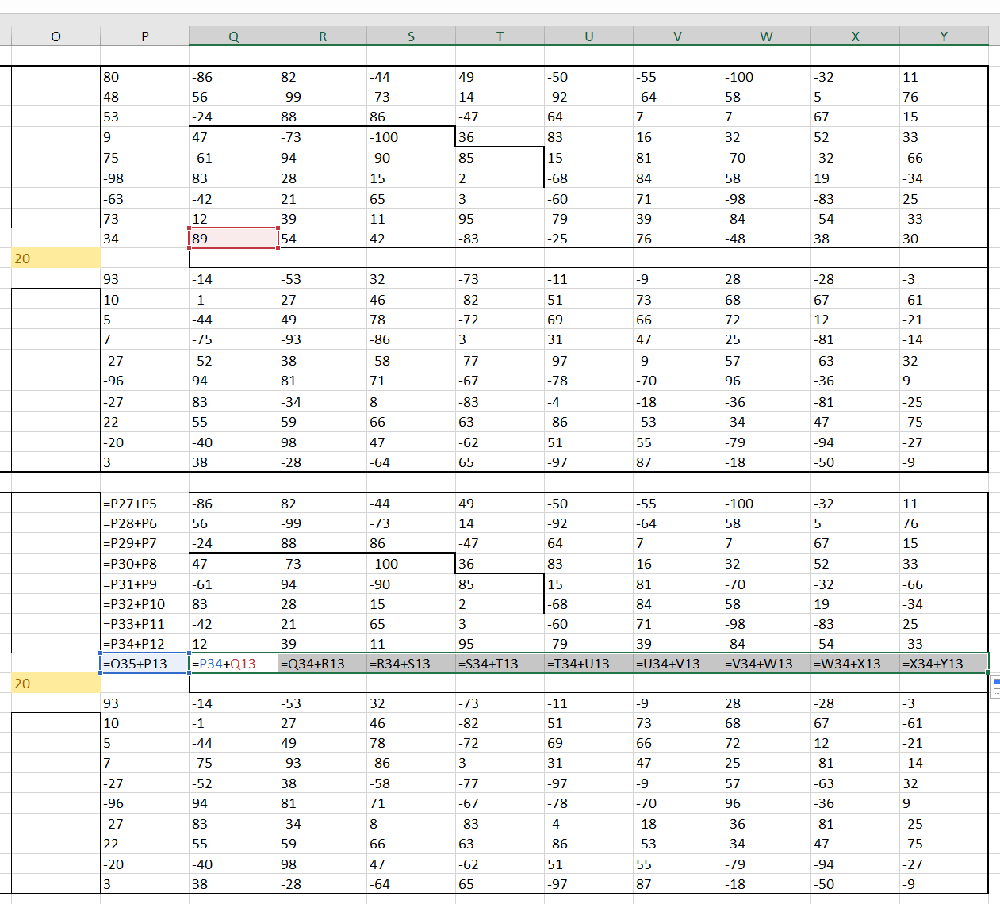 O P Q R S T U V W X Y
80 -86 82 -44 49 -50 -55 -100 -32 11
48 56 -99 -73 14 -92 -64 58 5 76
53 -24 88 86 -47 64 7 7 67 15
9 47 -73 -100 36 83 16 32 52 33
75 -61 94 -90 85 15 81 -70 -32 -66
-98 83 28 15 2 -68 84 58 19 -34
-63 -42 21 65 3 -60 71 -98 -83 25
73 12 39 11 95 -79 39 -84 -54 -33
34 89 54 42 -83 -25 76 -48 38 30
20
93 -14 -53 32 -73 -11 -9 28 -28 -3
10 -1 27 46 -82 51 73 68 67 -61
5 -44 49 78 -72 69 66 72 12 -21
7 -75 -93 -86 3 31 47 25 -81 -14
-27 -52 38 -58 -77 -97 -9 57 -63 32
-96 94 81 71 -67 -78 -70 96 -36 9
-27 83 -34 8 -83 -4 -18 -36 -81 -25
22 55 59 66 63 -86 -53 -34 47 -75
-20 -40 98 47 -62 51 55 -79 -94 -27
3 38 -28 -64 65 -97 87 -18 -50 -9
=P27+P5 -86 82 -44 49 -50 -55 -100 -32 11
=P28+P6 56 -99 -73 14 -92 -64 58 5 76
=P29+P7 -24 88 86 -47 64 7 7 67 15
=P30+P8 47 -73 -100 36 83 16 32 52 33
=P31+P9 -61 94 -90 85 15 81 -70 -32 -66
=P32+P10 83 28 15 2 -68 84 58 19 -34
=P33+P11 -42 21 65 3 -60 71 -98 -83 25
=P34+P12 12 39 11 95 -79 39 -84 -54 -33
=O35+P13 =P34+Q13 =Q34+R13 =R34+S13 =S34+T13 =T34+U13 =U34+V13 =V34+W13 =W34+X13 =X34+Y13
20
93 -14 -53 32 -73 -11 -9 28 -28 -3
10 -1 27 46 -82 51 73 68 67 -61
5 -44 49 78 -72 69 66 72 12 -21
7 -75 -93 -86 3 31 47 25 -81 -14
-27 -52 38 -58 -77 -97 -9 57 -63 32
-96 94 81 71 -67 -78 -70 96 -36 9
-27 83 -34 8 -83 -4 -18 -36 -81 -25
22 55 59 66 63 -86 -53 -34 47 -75
-20 -40 98 47 -62 51 55 -79 -94 -27
3 38 -28 -64 65 -97 87 -18 -50 -9